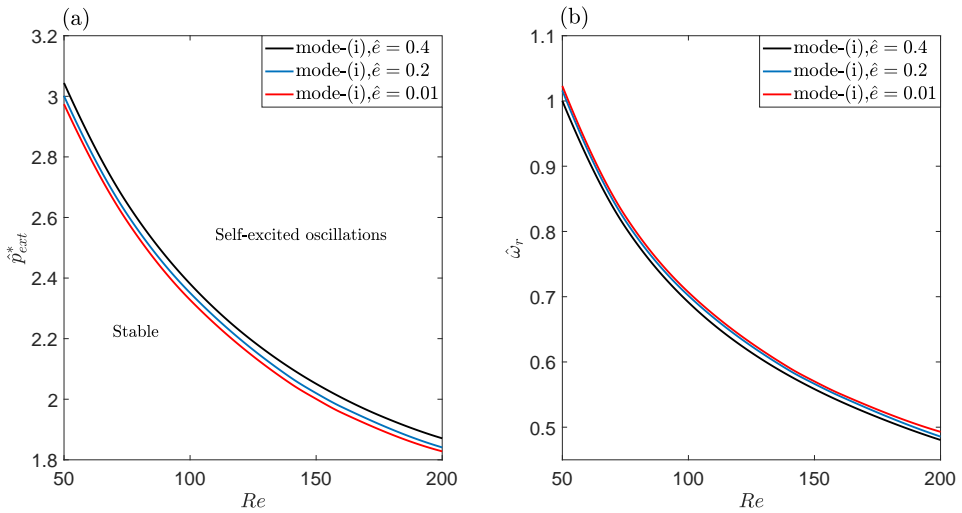 (a)
3.2
3
2.8
2.6
2.4
2.2
2
1.8
50
100
150
200
Re
p̂*ext
mode-(i),ê = 0.4
mode-(i),ê = 0.2
mode-(i),ê = 0.01
Self-excited oscillations
Stable
(b)
1.1
1
0.9
0.8
0.7
0.6
0.5
50
100
150
200
Re
ω̂r
mode-(i),ê = 0.4
mode-(i),ê = 0.2
mode-(i),ê = 0.01